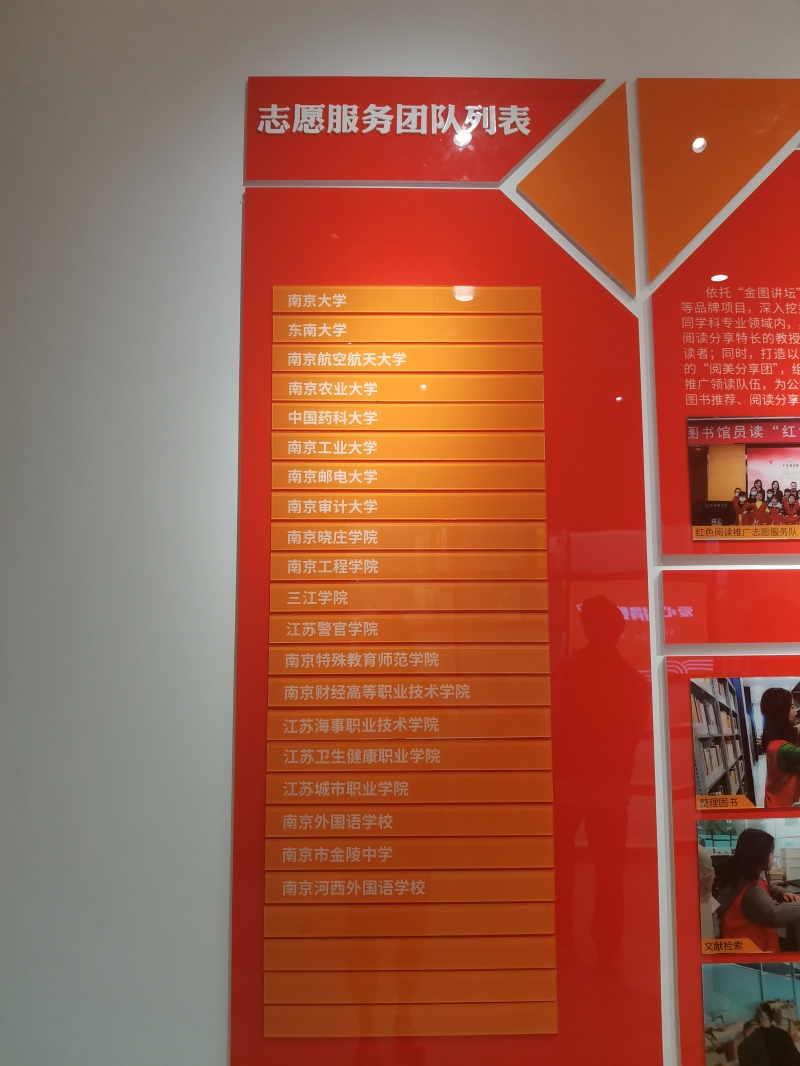 志愿服务团队列表
南京大学
东南大学
南京航空航天大学
南京农业大学
中国药科大学
南京工业大学
南京邮电大学
南京审计大学
南京晓庄学院
南京工程学院
三江学院
江苏警官学院
南京特殊教育师范学院
南京财经高等职业技术学院
江苏海事职业技术学院
江苏卫生健康职业学院
江苏城市职业学院
南京外国语学校
南京市金陵中学
南京河西外国语学校
依托“金图讲坛”
等品牌项目，深入挖
同学科专业领域内，
阅读分享特长的教授
读者；同时，打造以
的“阅美分享团”，组
推广领读队伍，为公
图书推荐、阅读分享
图书馆员读“红
红色阅读推广志愿服务队
爱心捐
整理图书
文献检索